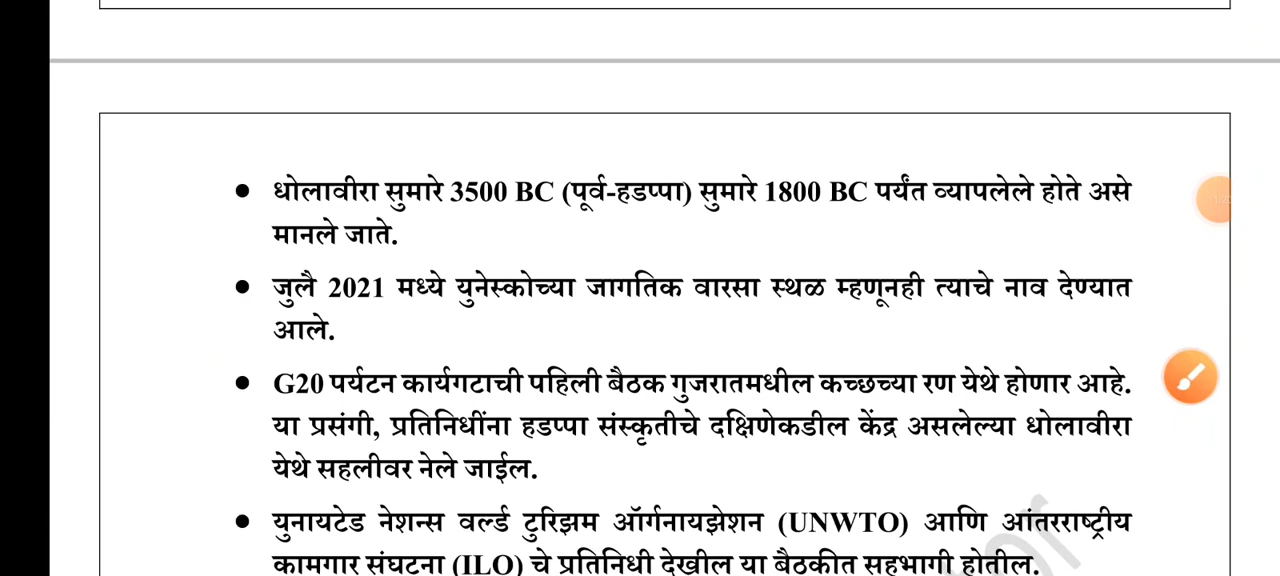 • धोलावीरा सुमारे 3500 BC (पूर्व-हडप्पा) सुमारे 1800 BC पर्यंत व्यापलेले होते असे
मानले जाते.
• जुलै 2021 मध्ये युनेस्कोच्या जागतिक वारसा स्थळ म्हणूनही त्याचे नाव देण्यात
आले.
• G20 पर्यटन कार्यगटाची पहिली बैठक गुजरातमधील कच्छच्या रण येथे होणार आहे.
या प्रसंगी, प्रतिनिधींना हडप्पा संस्कृतीचे दक्षिणेकडील केंद्र असलेल्या धोलावीरा
येथे सहलीवर नेले जाईल.
• युनायटेड नेशन्स वर्ल्ड टुरिझम ऑर्गनायझेशन (UNWTO) आणि आंतरराष्ट्रीय
कामगार संघटना (ILO) चे प्रतिनिधी देखील या बैठकीत सहभागी होतील.